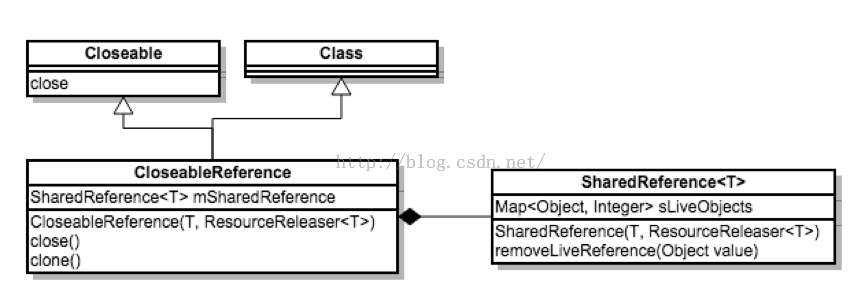 Closeable
close
Class
http://blog.csdn.net/
CloseableReference
SharedReference<T> mSharedReference
CloseableReference(T, ResourceReleaser<T>)
close()
clone()
SharedReference<T>
Map<Object, Integer> sLiveObjects
SharedReference(T, ResourceReleaser<T>)
removeLiveReference(Object value)